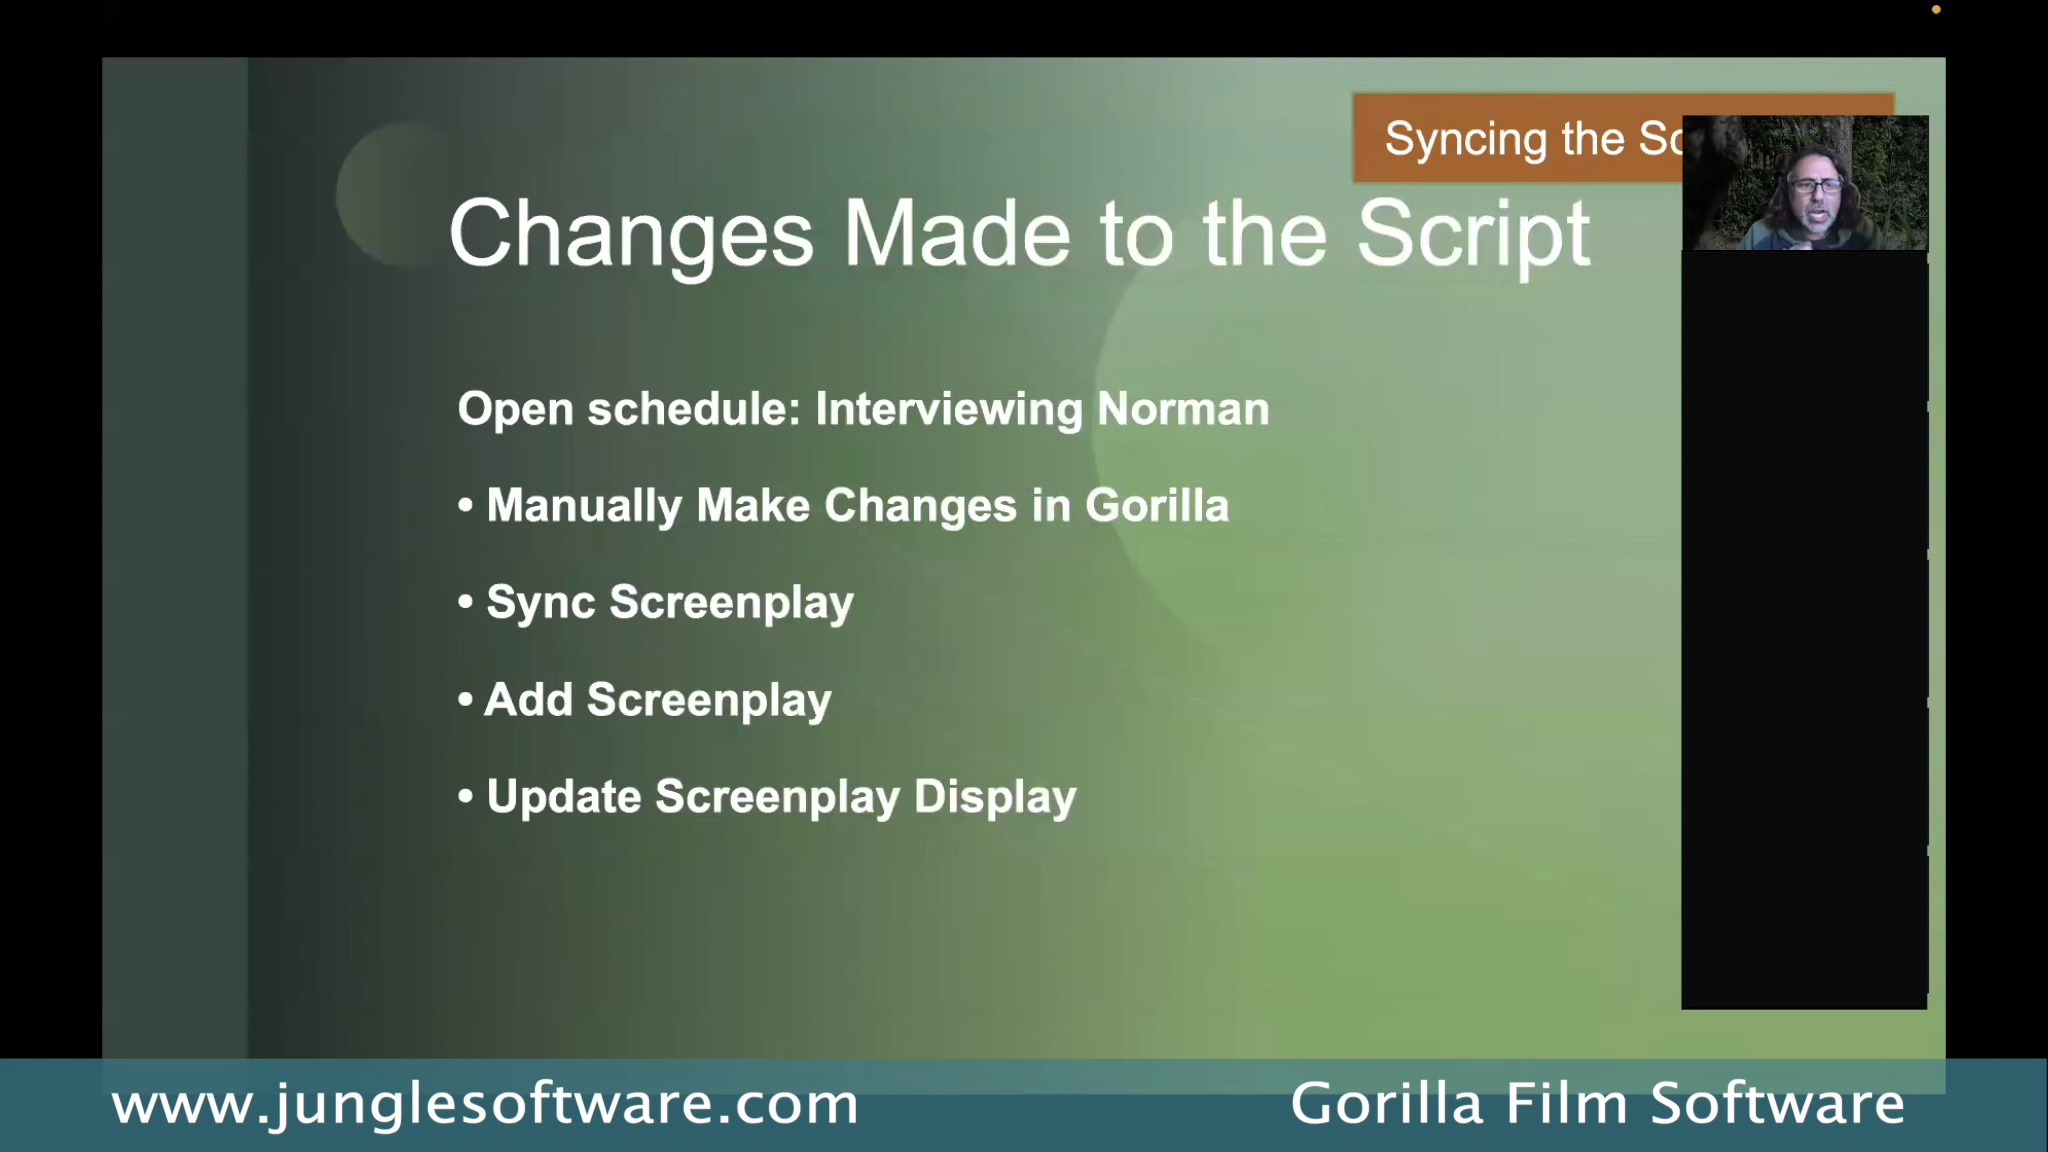 Syncing the
Changes Made to the Script
Open schedule: Interviewing Norman
• Manually Make Changes in Gorilla
• Sync Screenplay
• Add Screenplay
• Update Screenplay Display
www.junglesoftware.com
Gorilla Film Software